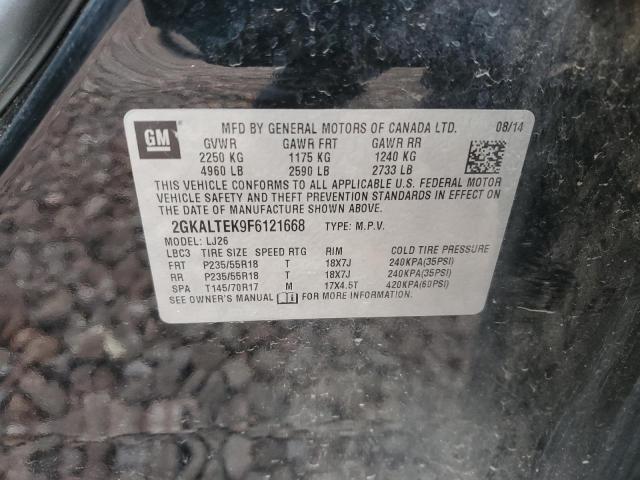 GM
MFD BY GENERAL MOTORS OF CANADA LTD. 08/14
GVWR GAWR FRT GAWR RR
2250 KG 1175 KG 1240 KG
4960 LB 2590 LB 2733 LB
THIS VEHICLE CONFORMS TO ALL APPLICABLE U.S. FEDERAL MOTOR
VEHICLE SAFETY AND THEFT PREVENTION STANDARDS IN EFFECT ON
THE DATE OF MANUFACTURE SHOWN ABOVE.
2GKALTEK9F6121668 TYPE: M.P.V.
MODEL: LJ26
LBC3 TIRE SIZE SPEED RTG RIM COLD TIRE PRESSURE
FRT P235/55R18 T 18X7J 240KPA(35PSI)
RR P235/55R18 T 18X7J 240KPA(35PSI)
SPA T145/70R17 M 17X4.5T 420KPA(60PSI)
SEE OWNER'S MANUAL FOR MORE INFORMATION.